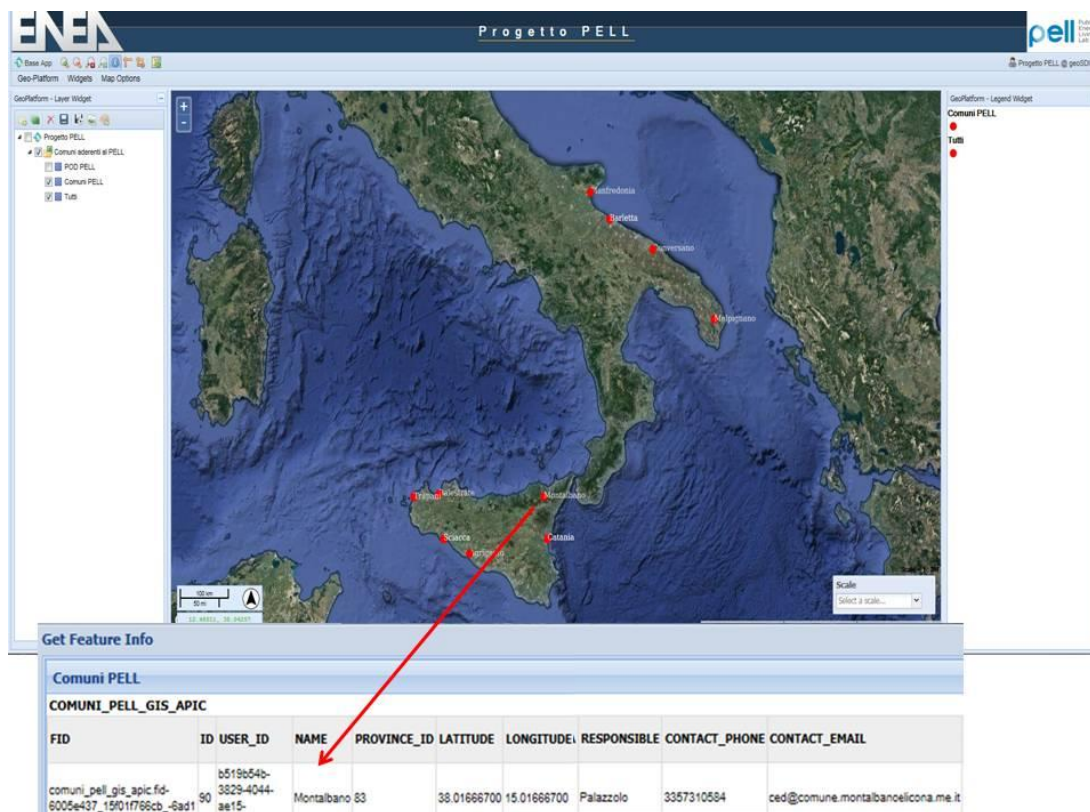 ENEA
Progetto PELL
pell
Base App
Progetto PELL @ geoSD
Geo-Platform Widgets Map Options
GeoPlatform - Layer Widget
Progetto PELL
Comuni aderenti al PELL
POD PELL
Comuni PELL
Tutti
GeoPlatform - Legend Widget
Comuni PELL
Tutti
Manfredonia
Barletta
Conversano
Melpignano
Trapani
Montalbano
Sciacca
Catania
100 km
50 mi
Scale
Select a scale...
Get Feature Info
Comuni PELL
COMUNI_PELL_GIS_APIC
FID ID USER_ID NAME PROVINCE_ID LATITUDE LONGITUDE RESPONSIBLE CONTACT_PHONE CONTACT_EMAIL
comuni_pell_gis_apic.fid-6005e437_15f01f766cb_-6ad1 90 b519b54b-3829-4044-ae15- Montalbano 83 38.01666700 15.01666700 Palazzolo 3357310584 ced@comune.montalbanoelicona.me.it